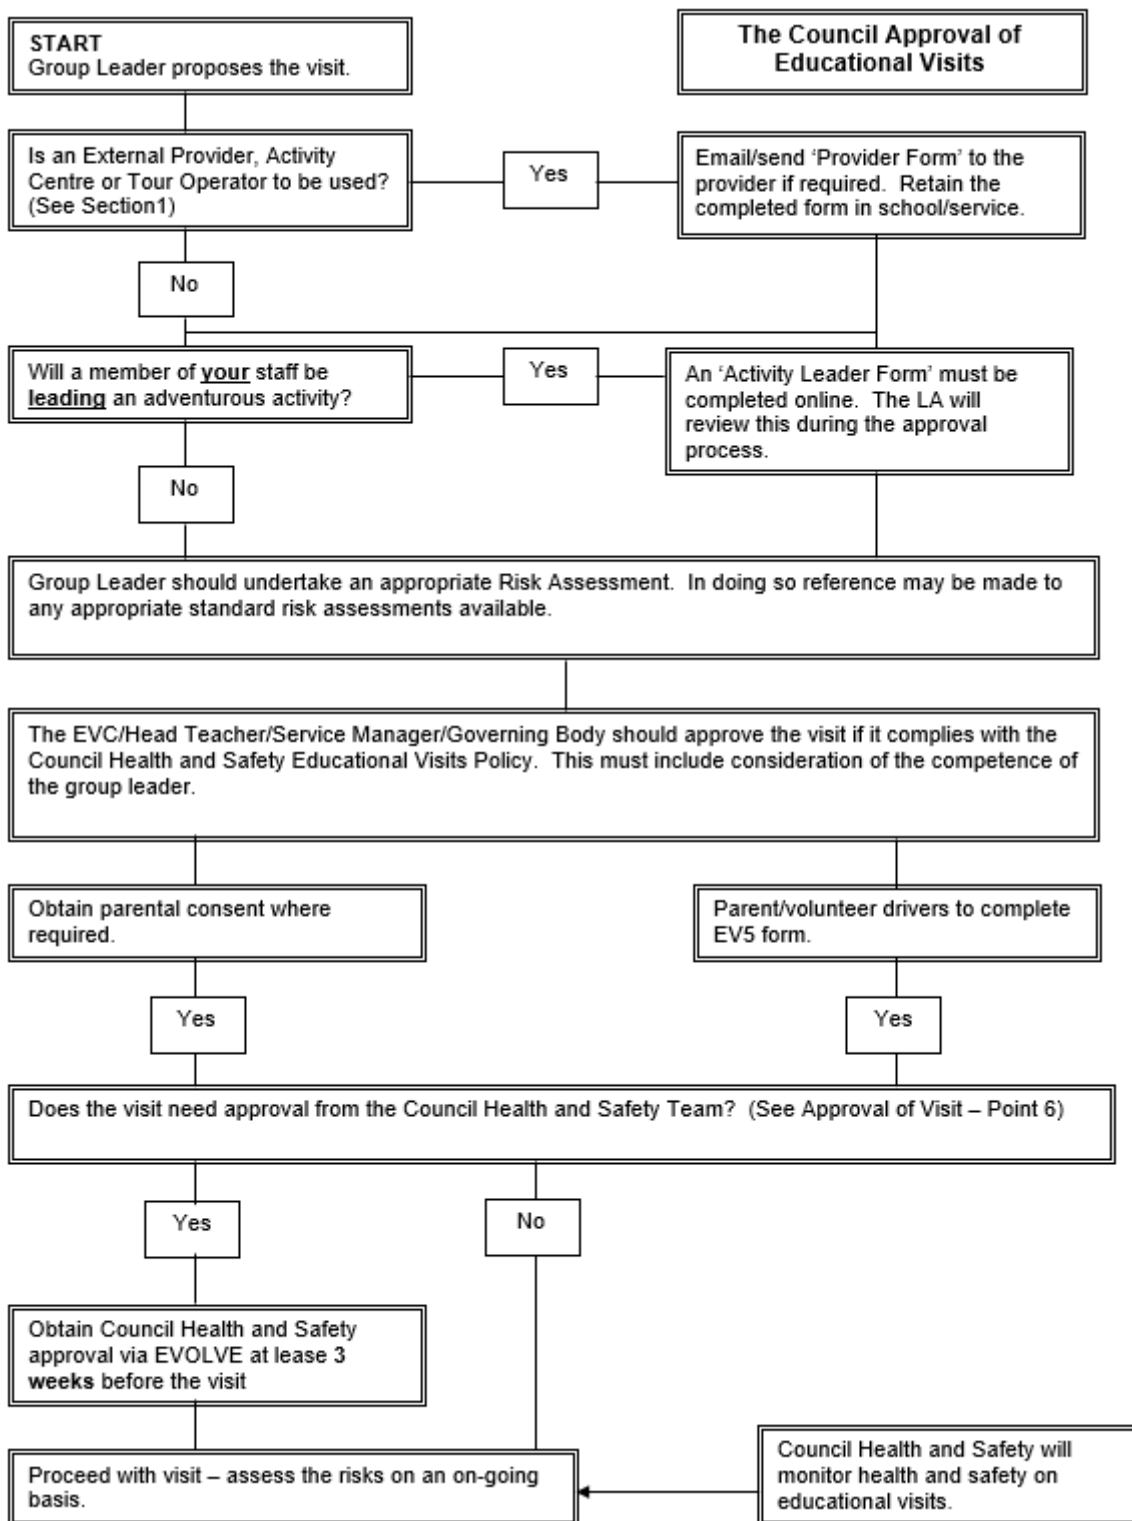 START
Group Leader proposes the visit.
The Council Approval of
Educational Visits
Is an External Provider, Activity
Centre or Tour Operator to be used?
(See Section1)
Yes
Email/send ‘Provider Form’ to the
provider if required.  Retain the
completed form in school/service.
No
Will a member of your staff be
leading an adventurous activity?
Yes
An ‘Activity Leader Form’ must be
completed online.  The LA will
review this during the approval
process.
No
Group Leader should undertake an appropriate Risk Assessment.  In doing so reference may be made to
any appropriate standard risk assessments available.
The EVC/Head Teacher/Service Manager/Governing Body should approve the visit if it complies with the
Council Health and Safety Educational Visits Policy.  This must include consideration of the competence of
the group leader.
Obtain parental consent where
required.
Parent/volunteer drivers to complete
EV5 form.
Yes
Yes
Does the visit need approval from the Council Health and Safety Team?  (See Approval of Visit – Point 6)
Yes
No
Obtain Council Health and Safety
approval via EVOLVE at lease 3
weeks before the visit
Proceed with visit – assess the risks on an on-going
basis.
Council Health and Safety will
monitor health and safety on
educational visits.